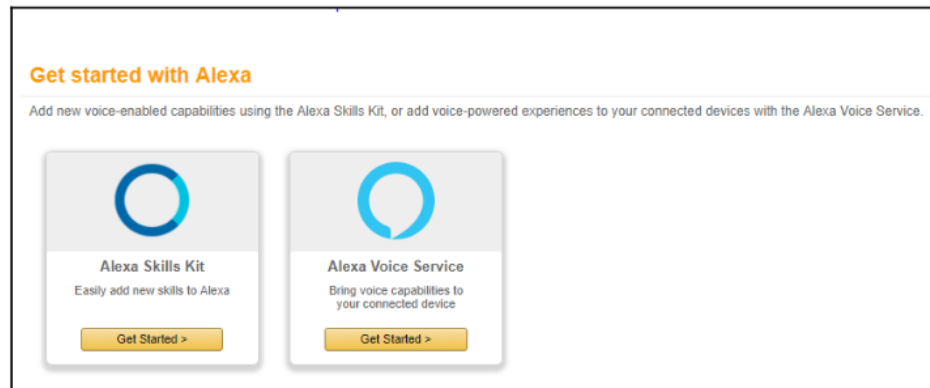 Get started with Alexa
Add new voice-enabled capabilities using the Alexa Skills Kit, or add voice-powered experiences to your connected devices with the Alexa Voice Service.
Alexa Skills Kit
Easily add new skills to Alexa
Get Started >
Alexa Voice Service
Bring voice capabilities to
your connected device
Get Started >